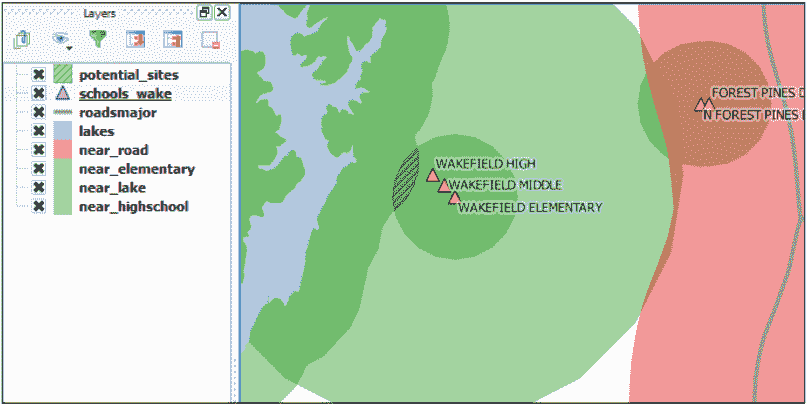 Layers
potential_sites
schools_wake
roadsmajor
lakes
near_road
near_elementary
near_lake
near_highschool
FOREST PINES
N FOREST PINES
WAKEFIELD HIGH
WAKEFIELD MIDDLE
WAKEFIELD ELEMENTARY